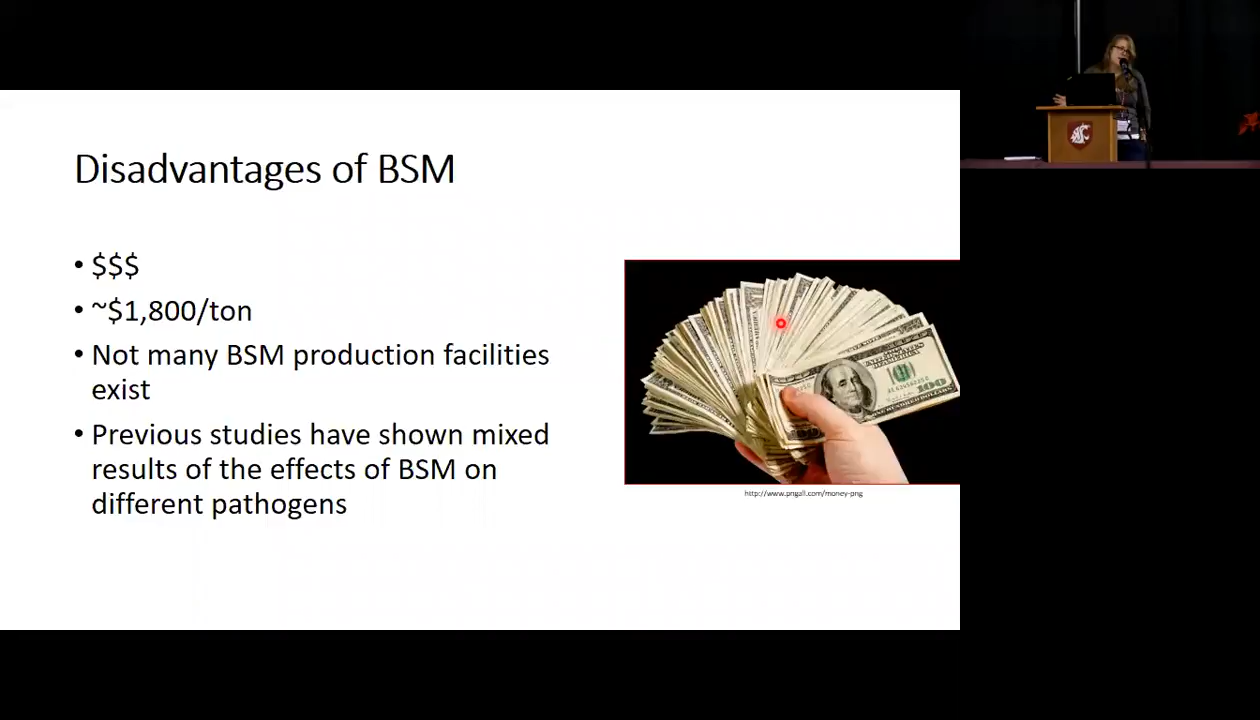 Disadvantages of BSM
• $$$
• ~$1,800/ton
• Not many BSM production facilities
exist
• Previous studies have shown mixed
results of the effects of BSM on
different pathogens
100
http://www.pngall.com/money-png